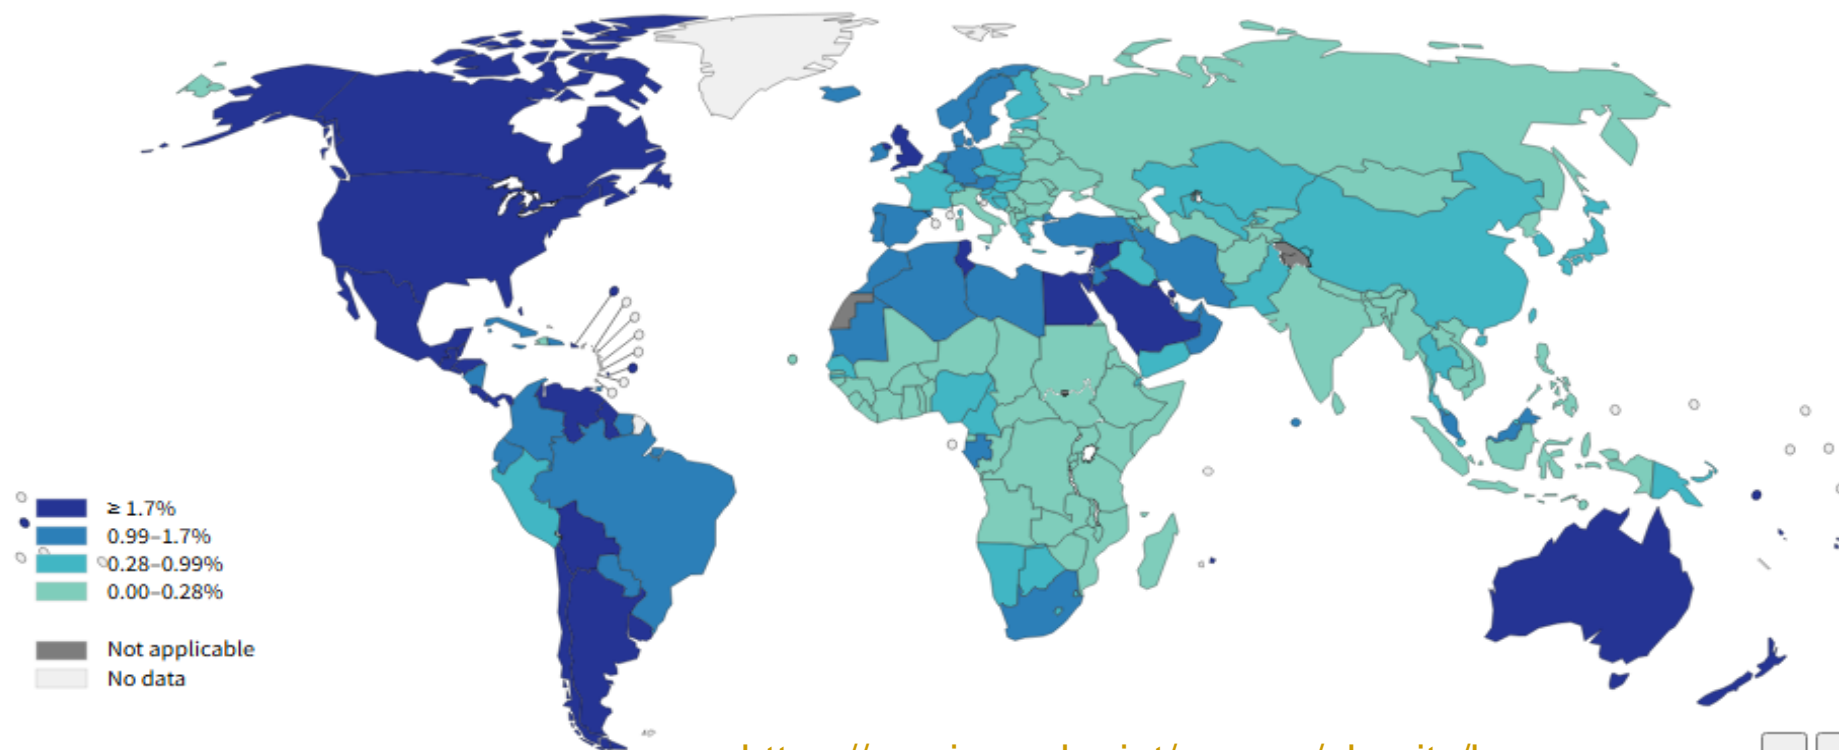 ≥ 1.7%
0.99–1.7%
0.28–0.99%
0.00–0.28%
Not applicable
No data